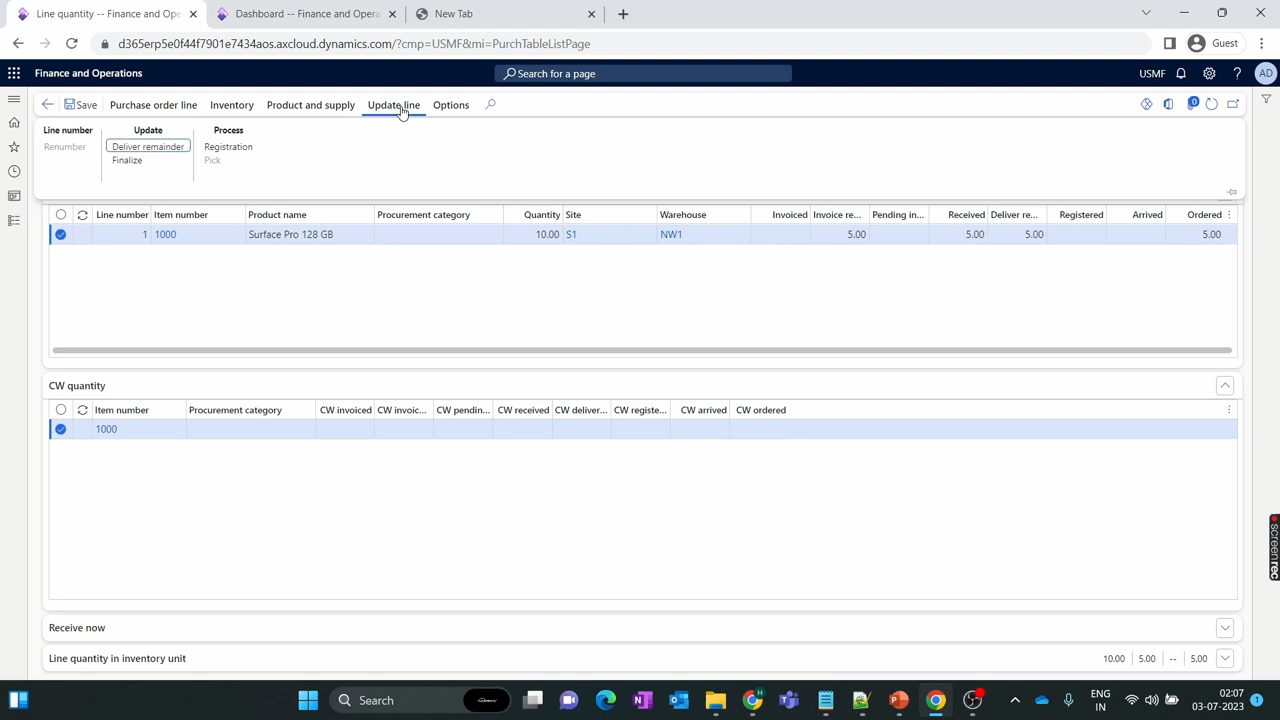 Line quantity -- Finance and Ope
Dashboard -- Finance and Opera
New Tab
d365erp5e0f44f7901e7434aos.axcloud.dynamics.com/?cmp=USMF&mi=PurchTableListPage
Guest
Finance and Operations
Search for a page
USMF
?
AD
Save
Purchase order line
Inventory
Product and supply
Update line
Options
0
Line number
Update
Process
Renumber
Deliver remainder
Registration
Finalize
Pick
Line number
Item number
Product name
Procurement category
Quantity
Site
Warehouse
Invoiced
Invoice re...
Pending in...
Received
Deliver re...
Registered
Arrived
Ordered
1
1000
Surface Pro 128 GB
10.00
S1
NW1
5.00
5.00
5.00
5.00
CW quantity
Item number
Procurement category
CW invoiced
CW invoic...
CW pendin...
CW received
CW deliver...
CW registe...
CW arrived
CW ordered
1000
Receive now
Line quantity in inventory unit
10.00
5.00
--
5.00
screenrec
Search
H
ENG
IN
02:07
03-07-2023
1